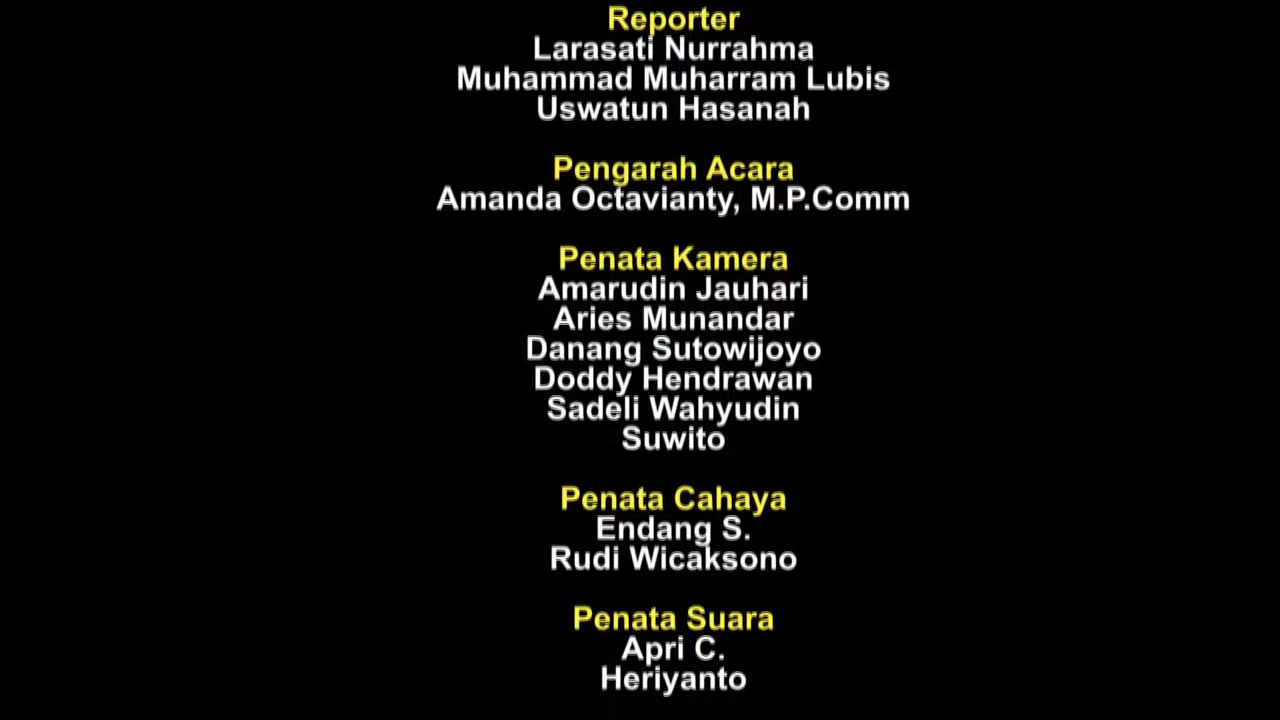 Reporter
Larasati Nurrahma
Muhammad Muharram Lubis
Uswatun Hasanah
Pengarah Acara
Amanda Octavianty, M.P.Comm
Penata Kamera
Amarudin Jauhari
Aries Munandar
Danang Sutowijoyo
Doddy Hendrawan
Sadeli Wahyudin
Suwito
Penata Cahaya
Endang S.
Rudi Wicaksono
Penata Suara
Apri C.
Heriyanto